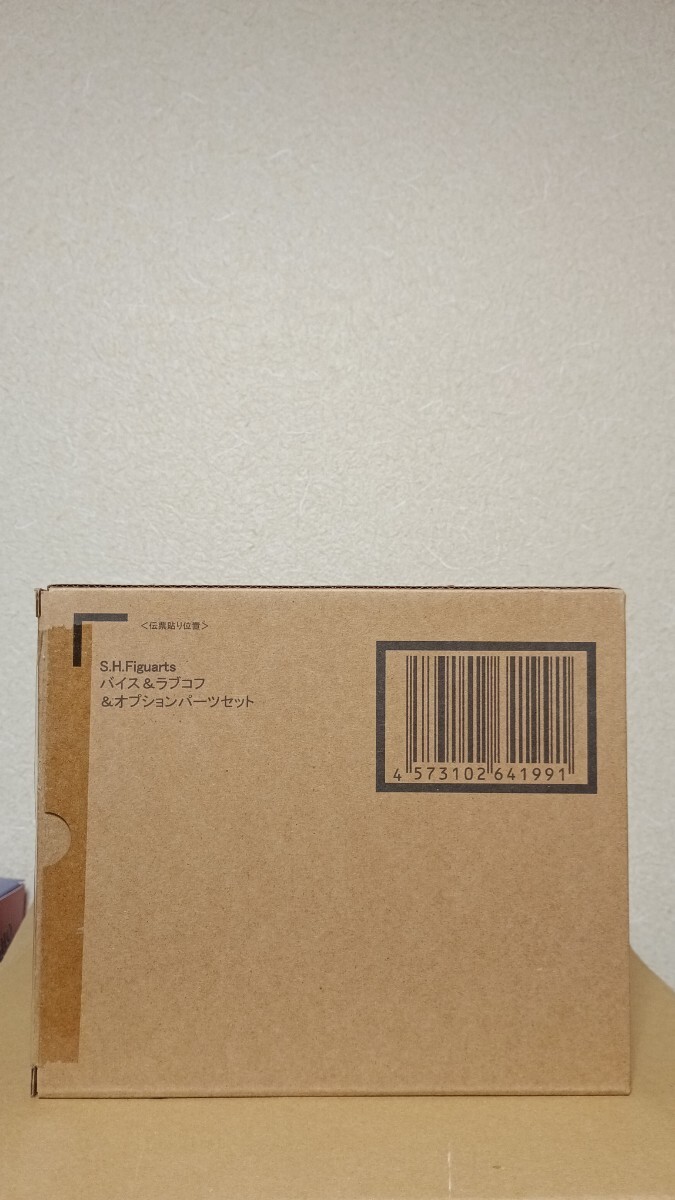 ＜伝票貼り位置＞
S.H.Figuarts
バイス＆ラブコフ
＆オプションパーツセット
4 573102 641991